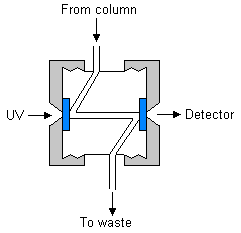 From column
UV
Detector
To waste